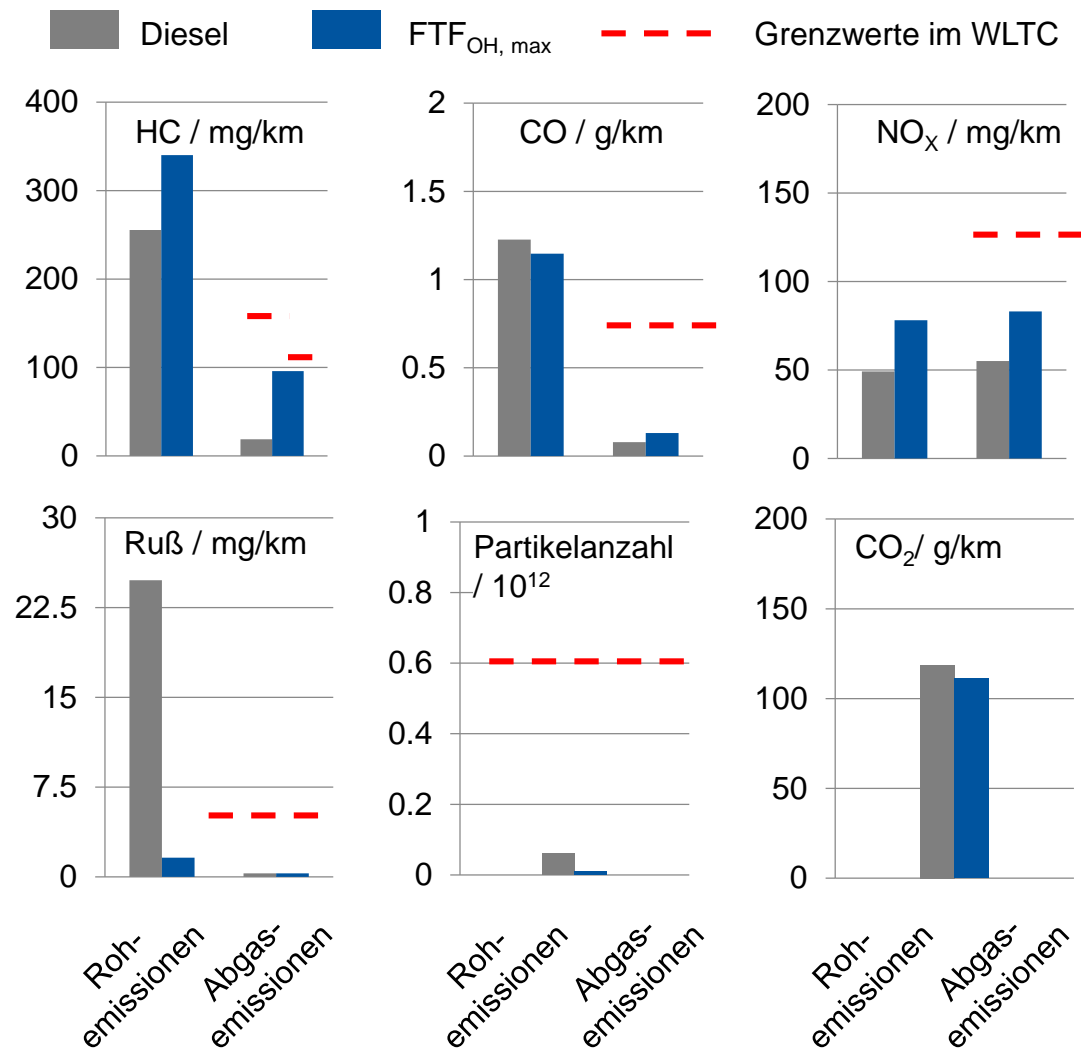 Diesel
FTF_OH, max
Grenzwerte im WLTC
400
300
200
100
0
HC / mg/km
2
1.5
1
0.5
0
CO / g/km
200
150
100
50
0
NO_X / mg/km
30
22.5
15
7.5
0
Ruß / mg/km
1
0.8
0.6
0.4
0.2
0
Partikelanzahl
/ 10^12
200
150
100
50
0
CO_2/ g/km
Roh-
emissionen
Abgas-
emissionen
Roh-
emissionen
Abgas-
emissionen
Roh-
emissionen
Abgas-
emissionen